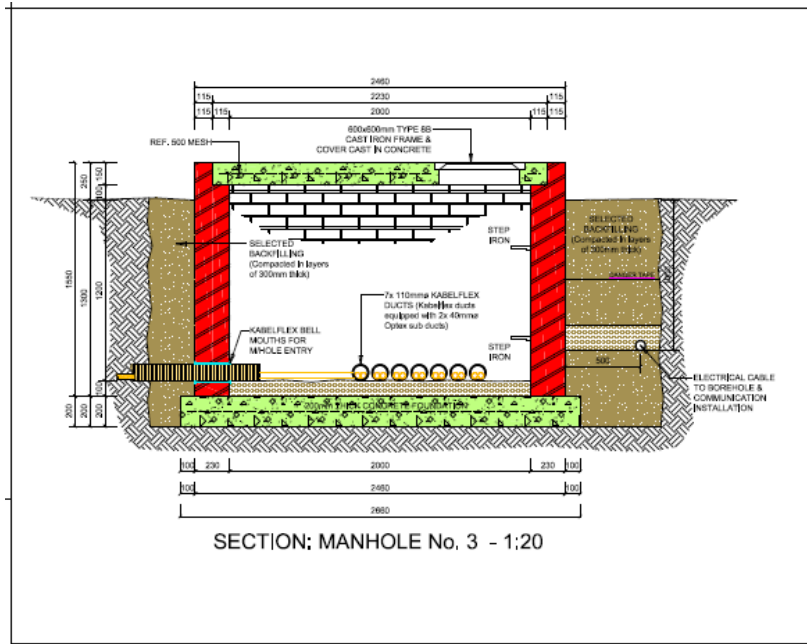 2460
115
2230
115
115
115
2000
115
115
600x600mm TYPE 8B
CAST IRON FRAME &
COVER CAST IN CONCRETE
REF. 500 MESH
250
150
100
1550
1300
1200
SELECTED
BACKFILLING
(Compacted in layers
of 300mm thick)
STEP
IRON
SELECTED
BACKFILLING
(Compacted in layers
of 300mm thick)
DANGER TAPE
7x 110mmø KABELFLEX
DUCTS (Kabelflex ducts
equipped with 2x 40mmø
Optex sub ducts)
KABELFLEX BELL
MOUTHS FOR
M/HOLE ENTRY
STEP
IRON
500
ELECTRICAL CABLE
TO BOREHOLE &
COMMUNICATION
INSTALLATION
100
200
200
200
200mm THICK CONCRETE FOUNDATION
100
230
2000
230
100
100
2460
100
2660
SECTION: MANHOLE No. 3 - 1:20